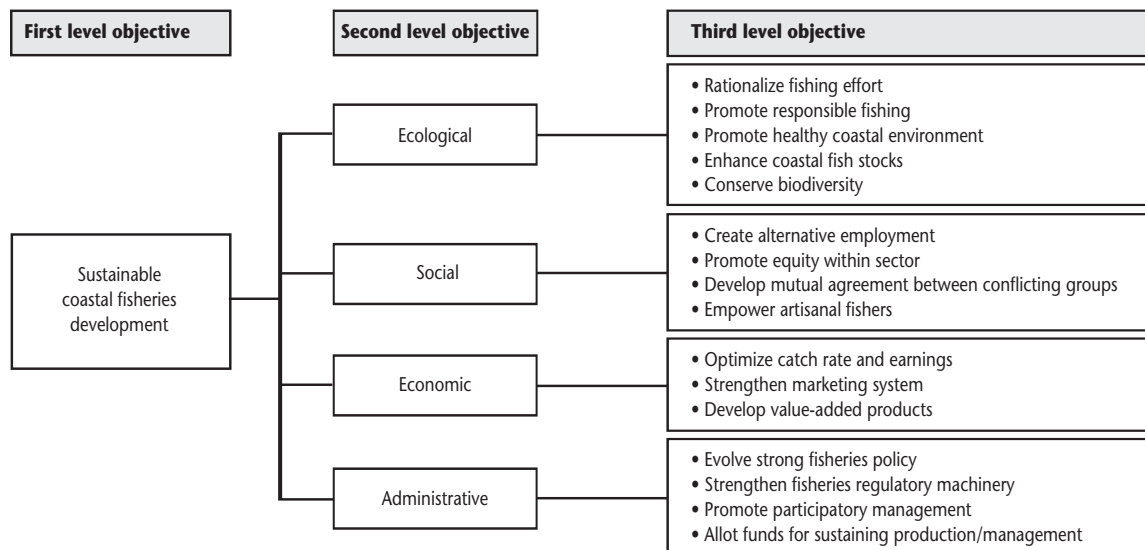 First level objective
Second level objective
Third level objective
Sustainable
coastal fisheries
development
Ecological
• Rationalize fishing effort
• Promote responsible fishing
• Promote healthy coastal environment
• Enhance coastal fish stocks
• Conserve biodiversity
Social
• Create alternative employment
• Promote equity within sector
• Develop mutual agreement between conflicting groups
• Empower artisanal fishers
Economic
• Optimize catch rate and earnings
• Strengthen marketing system
• Develop value-added products
Administrative
• Evolve strong fisheries policy
• Strengthen fisheries regulatory machinery
• Promote participatory management
• Allot funds for sustaining production/management